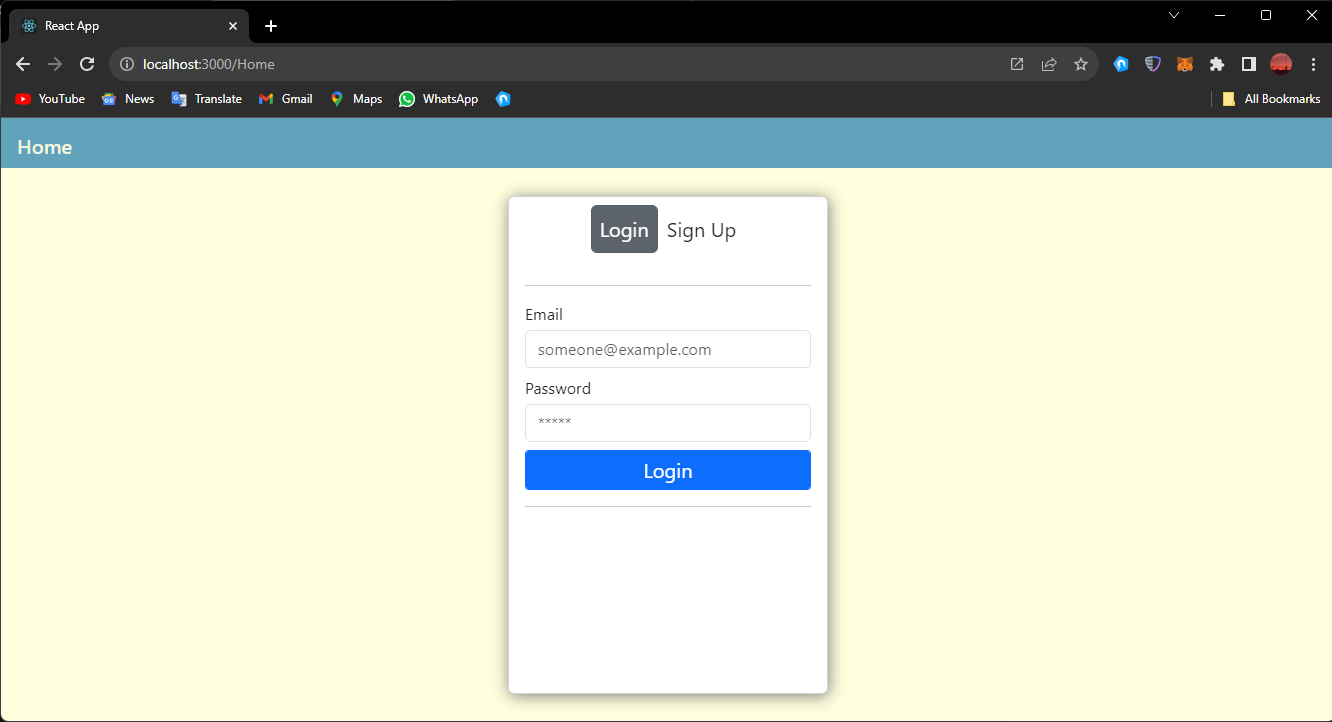 React App
localhost:3000/Home
YouTube News Translate Gmail Maps WhatsApp All Bookmarks
Home
Login Sign Up
Email
someone@example.com
Password
*****
Login